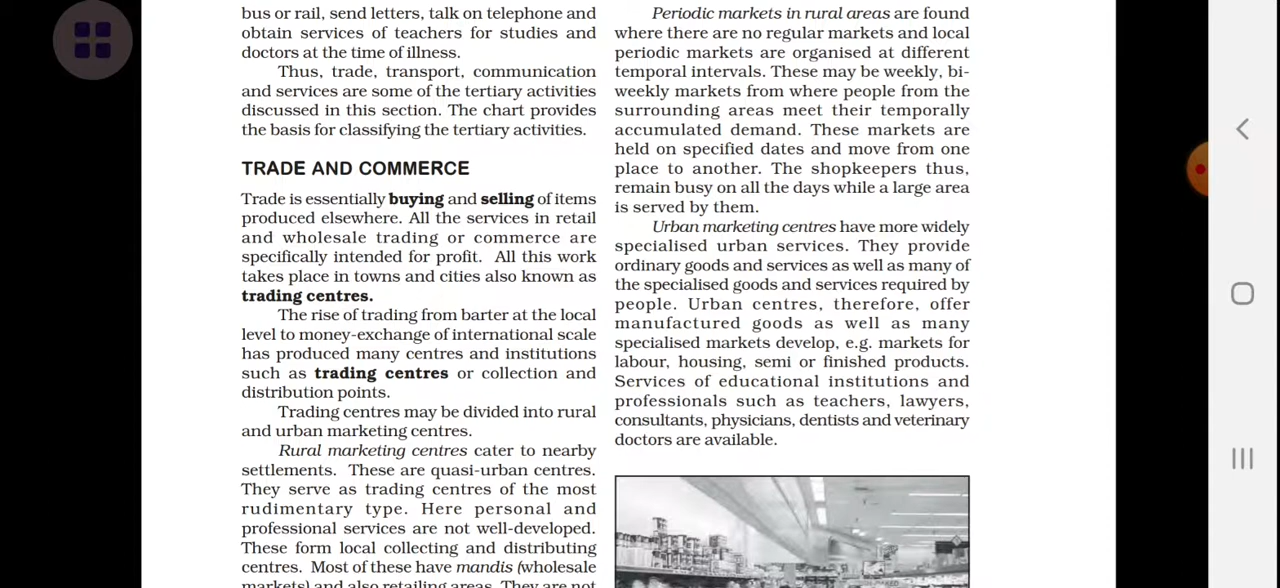 bus or rail, send letters, talk on telephone and
obtain services of teachers for studies and
doctors at the time of illness.
Thus, trade, transport, communication
and services are some of the tertiary activities
discussed in this section. The chart provides
the basis for classifying the tertiary activities.
TRADE AND COMMERCE
Trade is essentially buying and selling of items
produced elsewhere. All the services in retail
and wholesale trading or commerce are
specifically intended for profit. All this work
takes place in towns and cities also known as
trading centres.
The rise of trading from barter at the local
level to money-exchange of international scale
has produced many centres and institutions
such as trading centres or collection and
distribution points.
Trading centres may be divided into rural
and urban marketing centres.
Rural marketing centres cater to nearby
settlements. These are quasi-urban centres.
They serve as trading centres of the most
rudimentary type. Here personal and
professional services are not well-developed.
These form local collecting and distributing
centres. Most of these have mandis (wholesale
markets) and also retailing areas. They are not
Periodic markets in rural areas are found
where there are no regular markets and local
periodic markets are organised at different
temporal intervals. These may be weekly, bi-
weekly markets from where people from the
surrounding areas meet their temporally
accumulated demand. These markets are
held on specified dates and move from one
place to another. The shopkeepers thus,
remain busy on all the days while a large area
is served by them.
Urban marketing centres have more widely
specialised urban services. They provide
ordinary goods and services as well as many of
the specialised goods and services required by
people. Urban centres, therefore, offer
manufactured goods as well as many
specialised markets develop, e.g. markets for
labour, housing, semi or finished products.
Services of educational institutions and
professionals such as teachers, lawyers,
consultants, physicians, dentists and veterinary
doctors are available.